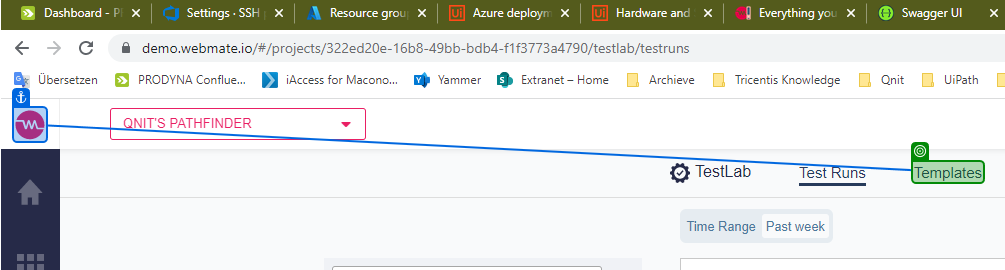 Dashboard - P
Settings · SSH
Resource group
Azure deploym
Hardware and
Everything you
Swagger UI
demo.webmate.io/#/projects/322ed20e-16b8-49bb-bdb4-f1f3773a4790/testlab/testruns
Übersetzen
PRODYNA Conflue...
iAccess for Macono...
Yammer
Extranet – Home
Archieve
Tricentis Knowledge
Qnit
UiPath
QNIT'S PATHFINDER
TestLab
Test Runs
Templates
Time Range
Past week